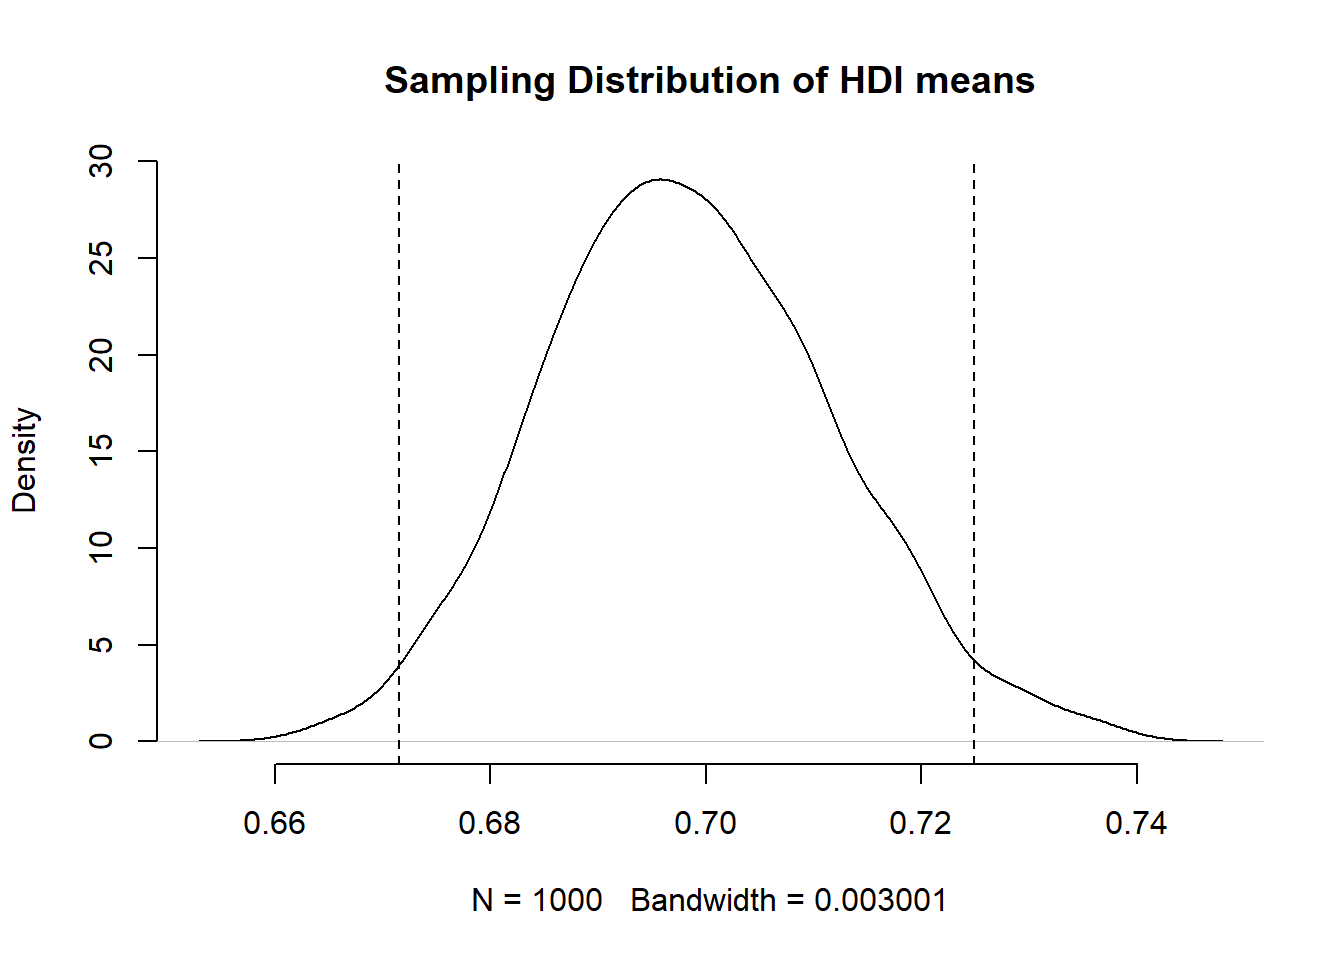 Sampling Distribution of HDI means
30
25
20
15
10
5
0
Density
0.66 0.68 0.70 0.72 0.74
N = 1000 Bandwidth = 0.003001